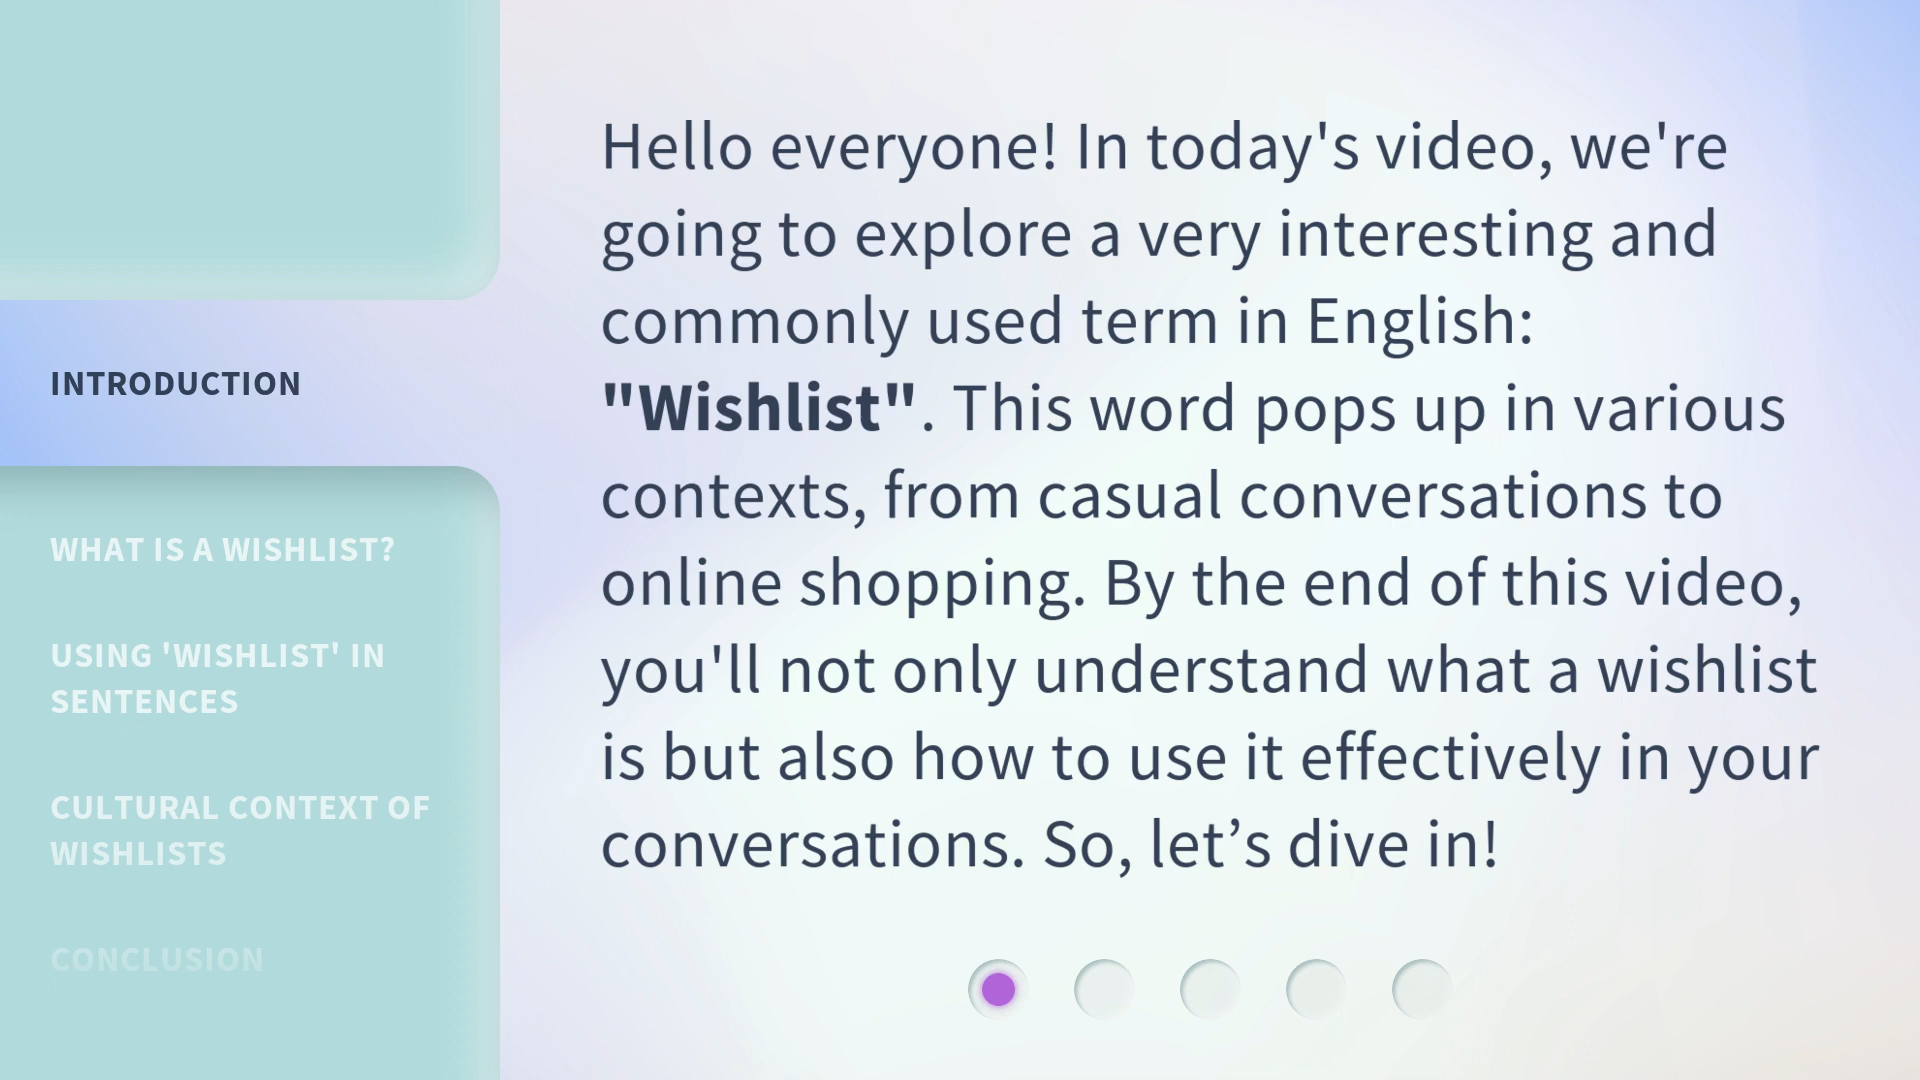 INTRODUCTION
WHAT IS A WISHLIST?
USING 'WISHLIST' IN
SENTENCES
CULTURAL CONTEXT OF
WISHLISTS
CONCLUSION
Hello everyone! In today's video, we're
going to explore a very interesting and
commonly used term in English:
"Wishlist". This word pops up in various
contexts, from casual conversations to
online shopping. By the end of this video,
you'll not only understand what a wishlist
is but also how to use it effectively in your
conversations. So, let’s dive in!